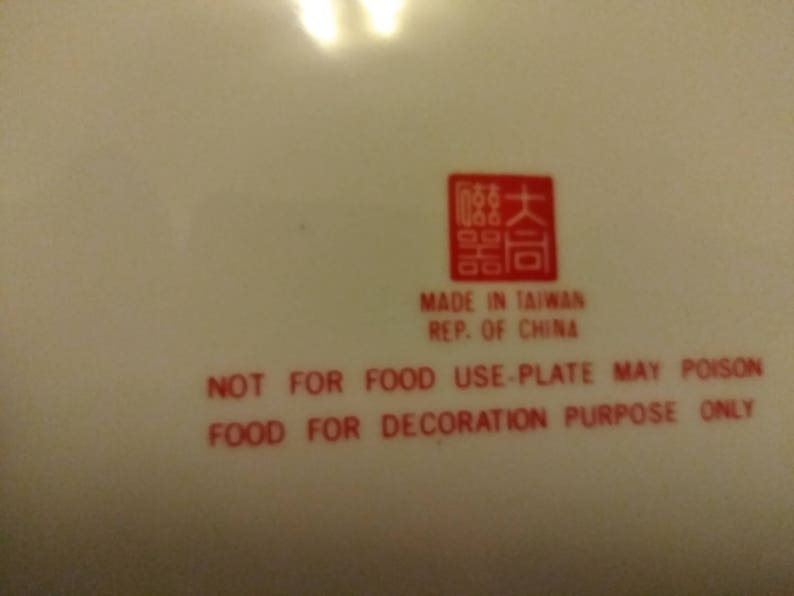 大同磁器
MADE IN TAIWAN
REP. OF CHINA
NOT FOR FOOD USE-PLATE MAY POISON
FOOD FOR DECORATION PURPOSE ONLY